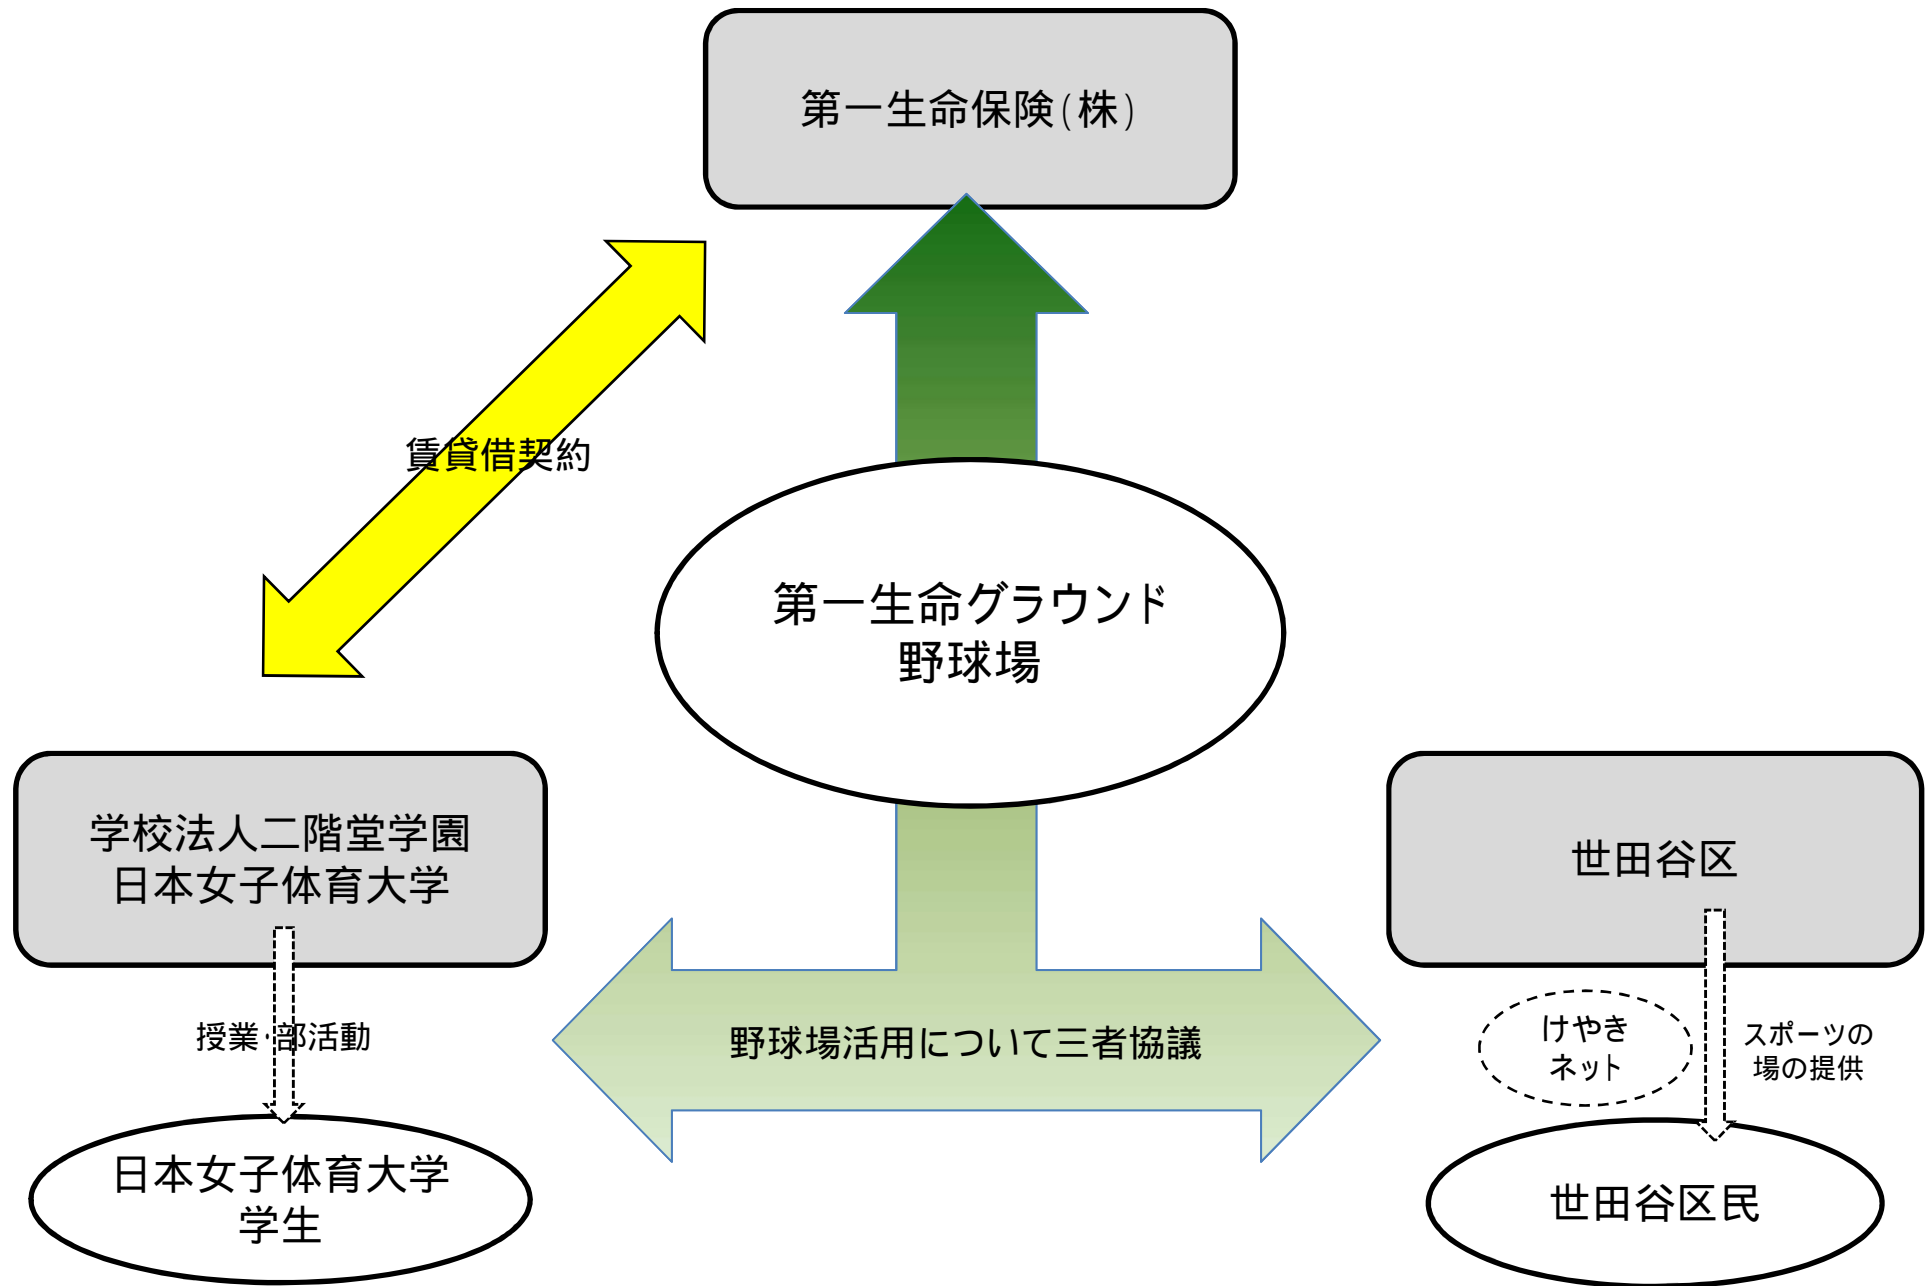 第一生命保険(株)
賃貸借契約
第一生命グラウンド
野球場
学校法人二階堂学園
日本女子体育大学
世田谷区
授業・部活動
野球場活用について三者協議
けやき
ネット
スポーツの
場の提供
日本女子体育大学
学生
世田谷区民